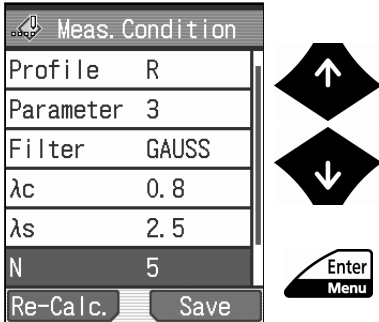 Meas. Condition
Profile R
Parameter 3
Filter GAUSS
λc 0.8
λs 2.5
N 5
Re-Calc. Save
Enter
Menu